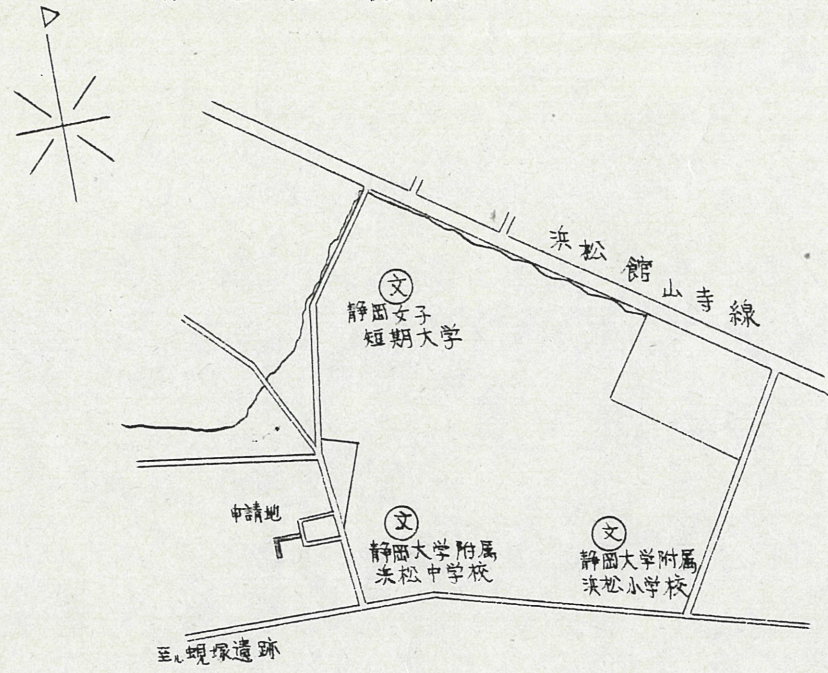 浜松館山寺線
文
静岡女子
短期大学
申請地
文
静岡大学附属
浜松中学校
文
静岡大学附属
浜松小学校
至ル蜆塚遺跡